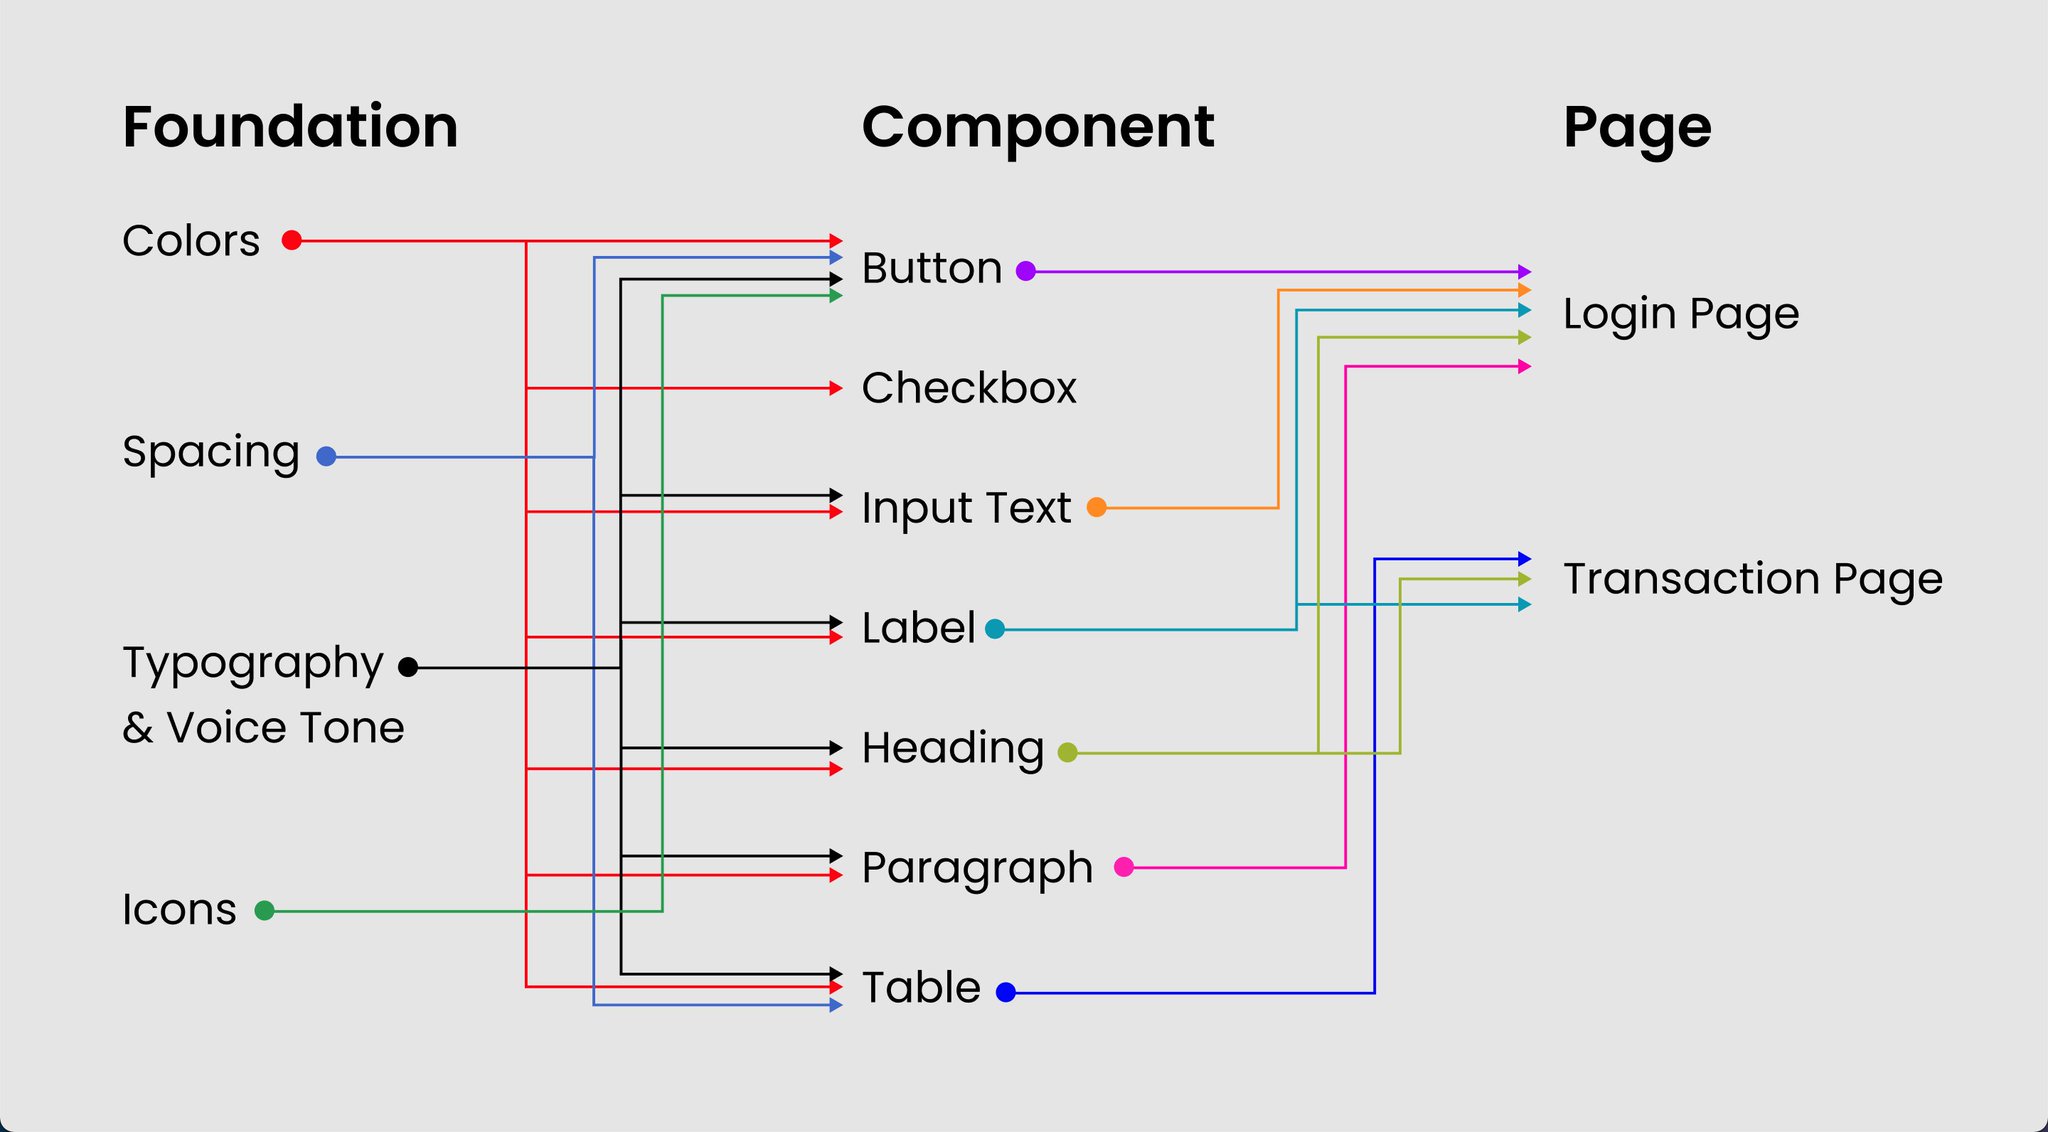 Foundation
Component
Page
Colors
Spacing
Typography
& Voice Tone
Icons
Button
Checkbox
Input Text
Label
Heading
Paragraph
Table
Login Page
Transaction Page